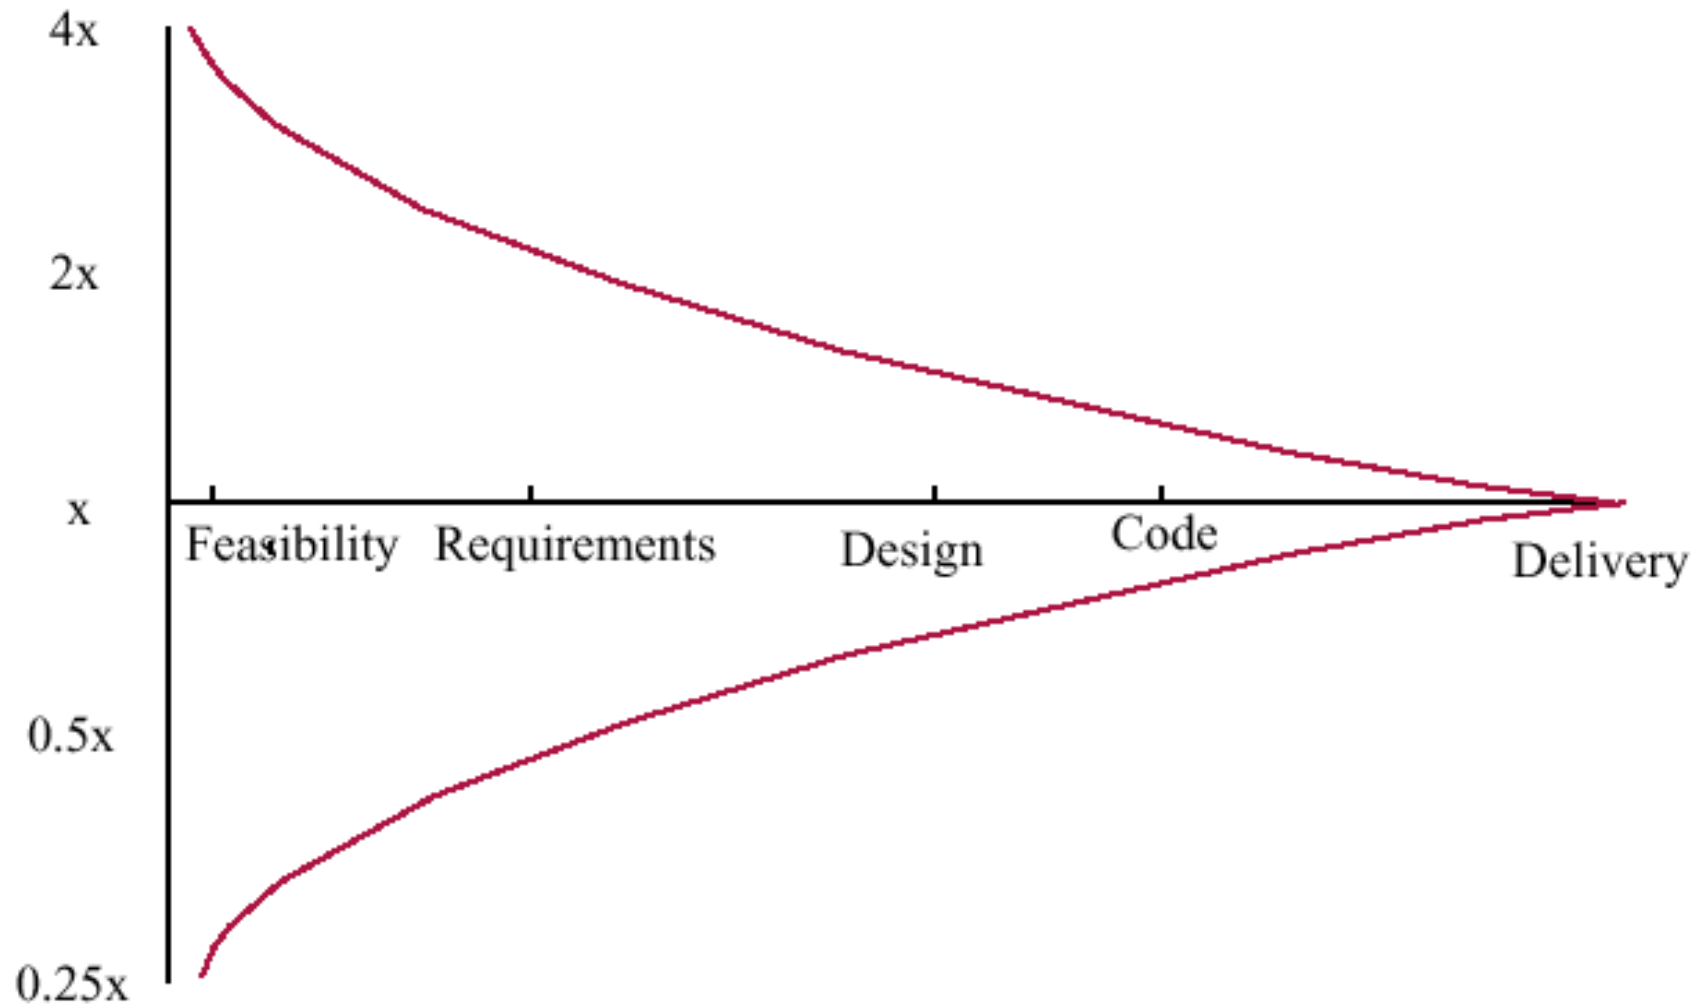 4x
2x
x
Feasibility
Requirements
Design
Code
Delivery
0.5x
0.25x